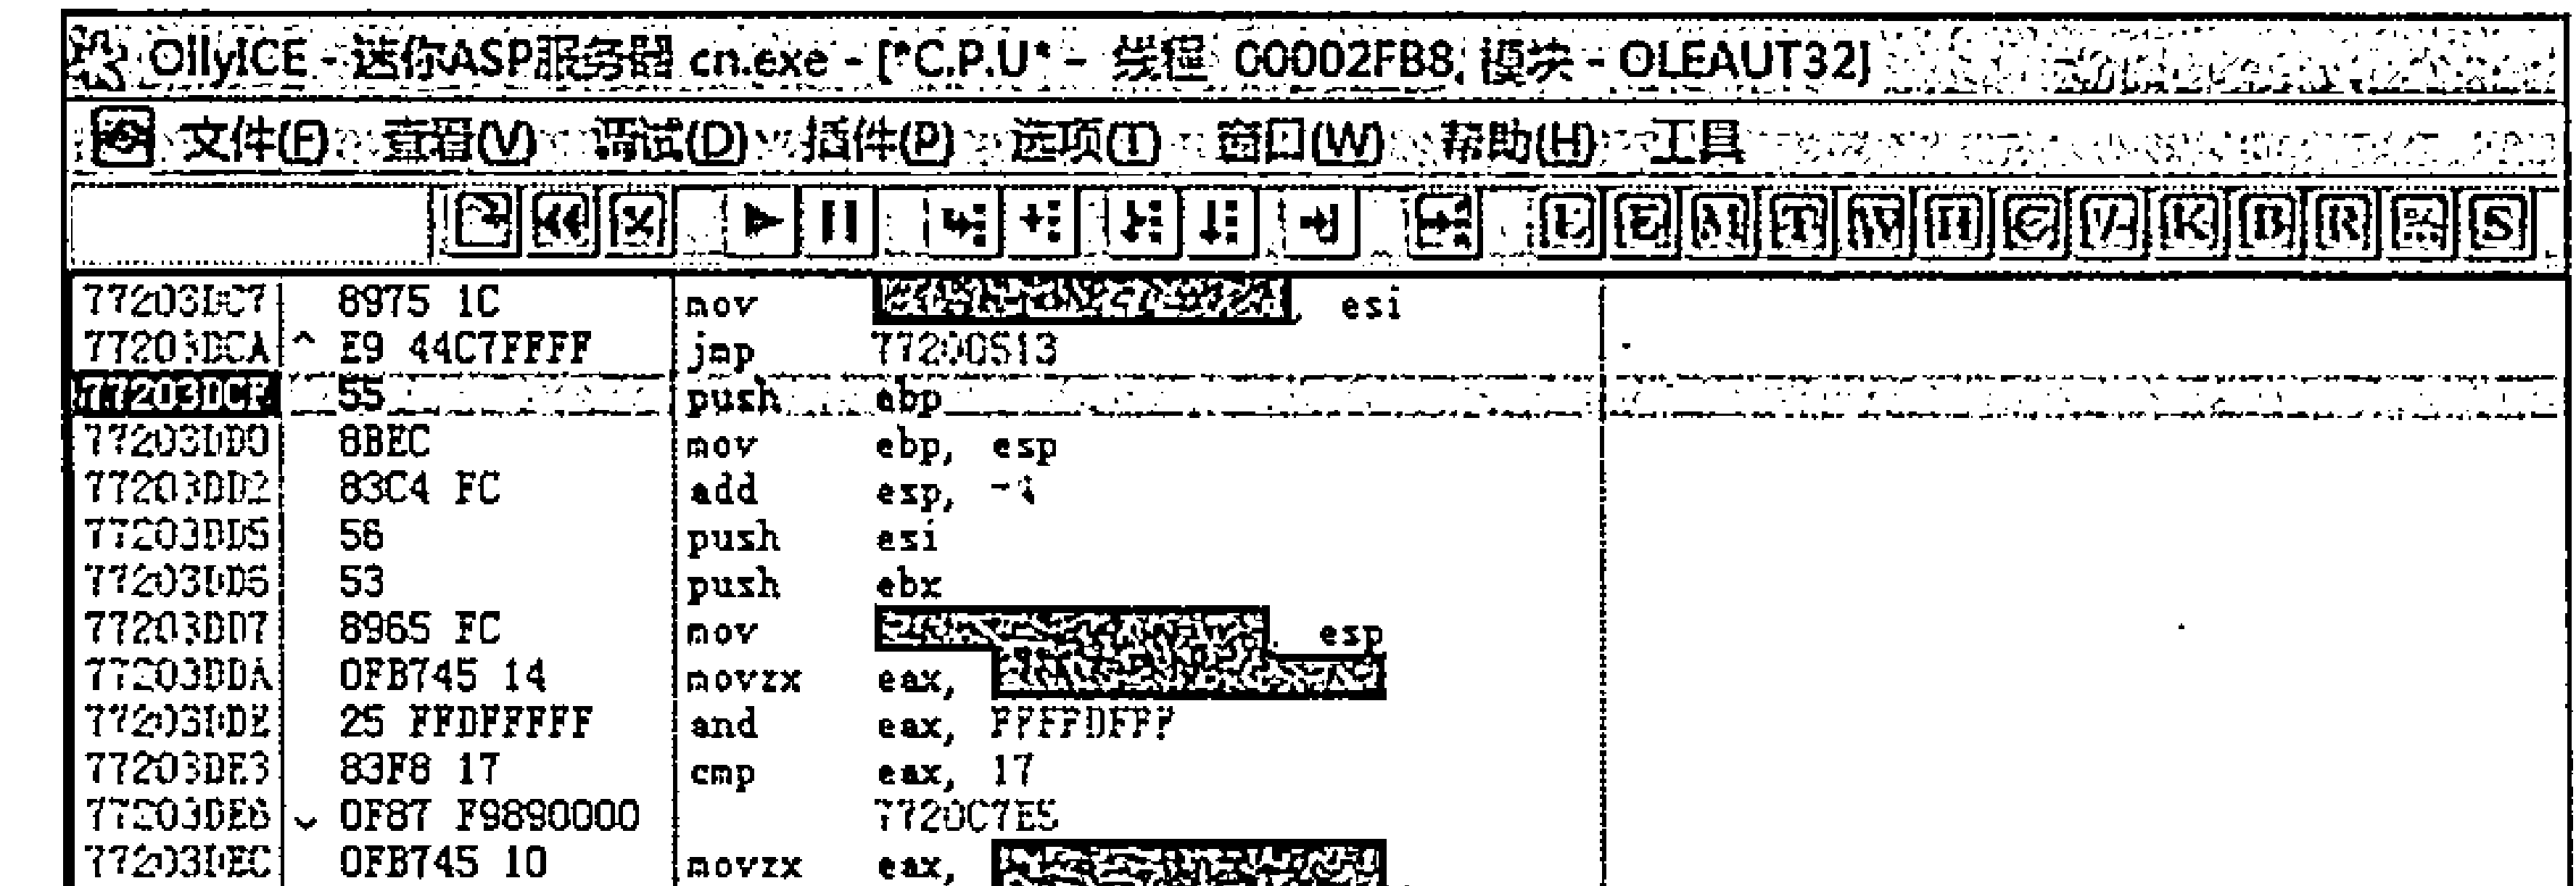 OllyICE - 迷你ASP服务器 cn.exe - [*C.P.U* - 线程 00002FB8, 模块 - OLEAUT32]
文件(F) 查看(V) 调试(D) 插件(P) 选项(T) 窗口(W) 帮助(H) 工具
L E M T W H C / K B R ... S
77203DC7 8975 1C mov , esi
77203DCA ^ E9 44C7FFFF jmp 77200513
77203DCF 55 push ebp
77203DD0 8BEC mov ebp, esp
77203DD2 83C4 FC add esp, -4
77203DD5 56 push esi
77203DD6 53 push ebx
77203DD7 8965 FC mov , esp
77203DDA 0FB745 14 movzx eax,
77203DDE 25 FFDFFFFF and eax, FFFFDFFF
77203DE3 83F8 17 cmp eax, 17
77203DE6 0F87 F9890000 7720C7E5
77203DEC 0FB745 10 movzx eax,